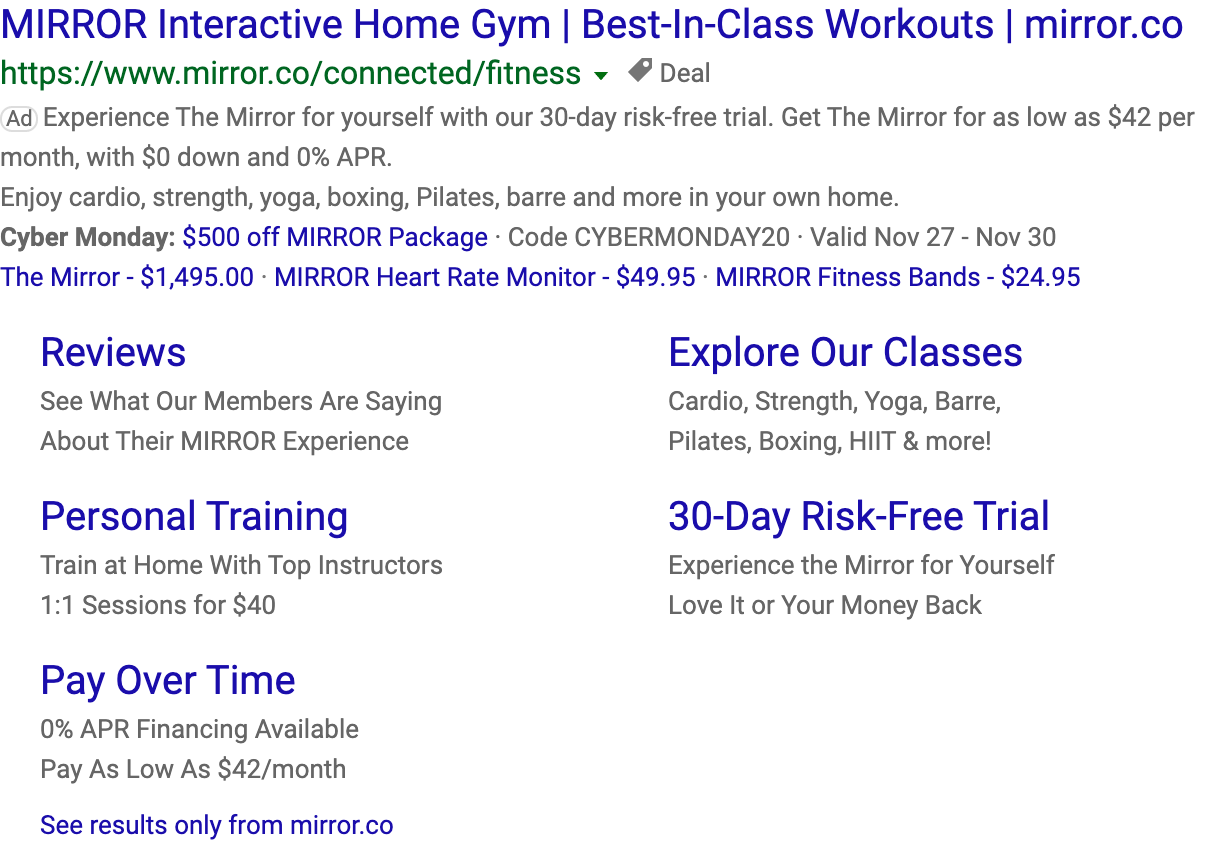 MIRROR Interactive Home Gym | Best-In-Class Workouts | mirror.co
https://www.mirror.co/connected/fitness Deal
Ad Experience The Mirror for yourself with our 30-day risk-free trial. Get The Mirror for as low as $42 per
month, with $0 down and 0% APR.
Enjoy cardio, strength, yoga, boxing, Pilates, barre and more in your own home.
Cyber Monday: $500 off MIRROR Package · Code CYBERMONDAY20 · Valid Nov 27 - Nov 30
The Mirror - $1,495.00 · MIRROR Heart Rate Monitor - $49.95 · MIRROR Fitness Bands - $24.95
Reviews
See What Our Members Are Saying
About Their MIRROR Experience
Explore Our Classes
Cardio, Strength, Yoga, Barre,
Pilates, Boxing, HIIT & more!
Personal Training
Train at Home With Top Instructors
1:1 Sessions for $40
30-Day Risk-Free Trial
Experience the Mirror for Yourself
Love It or Your Money Back
Pay Over Time
0% APR Financing Available
Pay As Low As $42/month
See results only from mirror.co